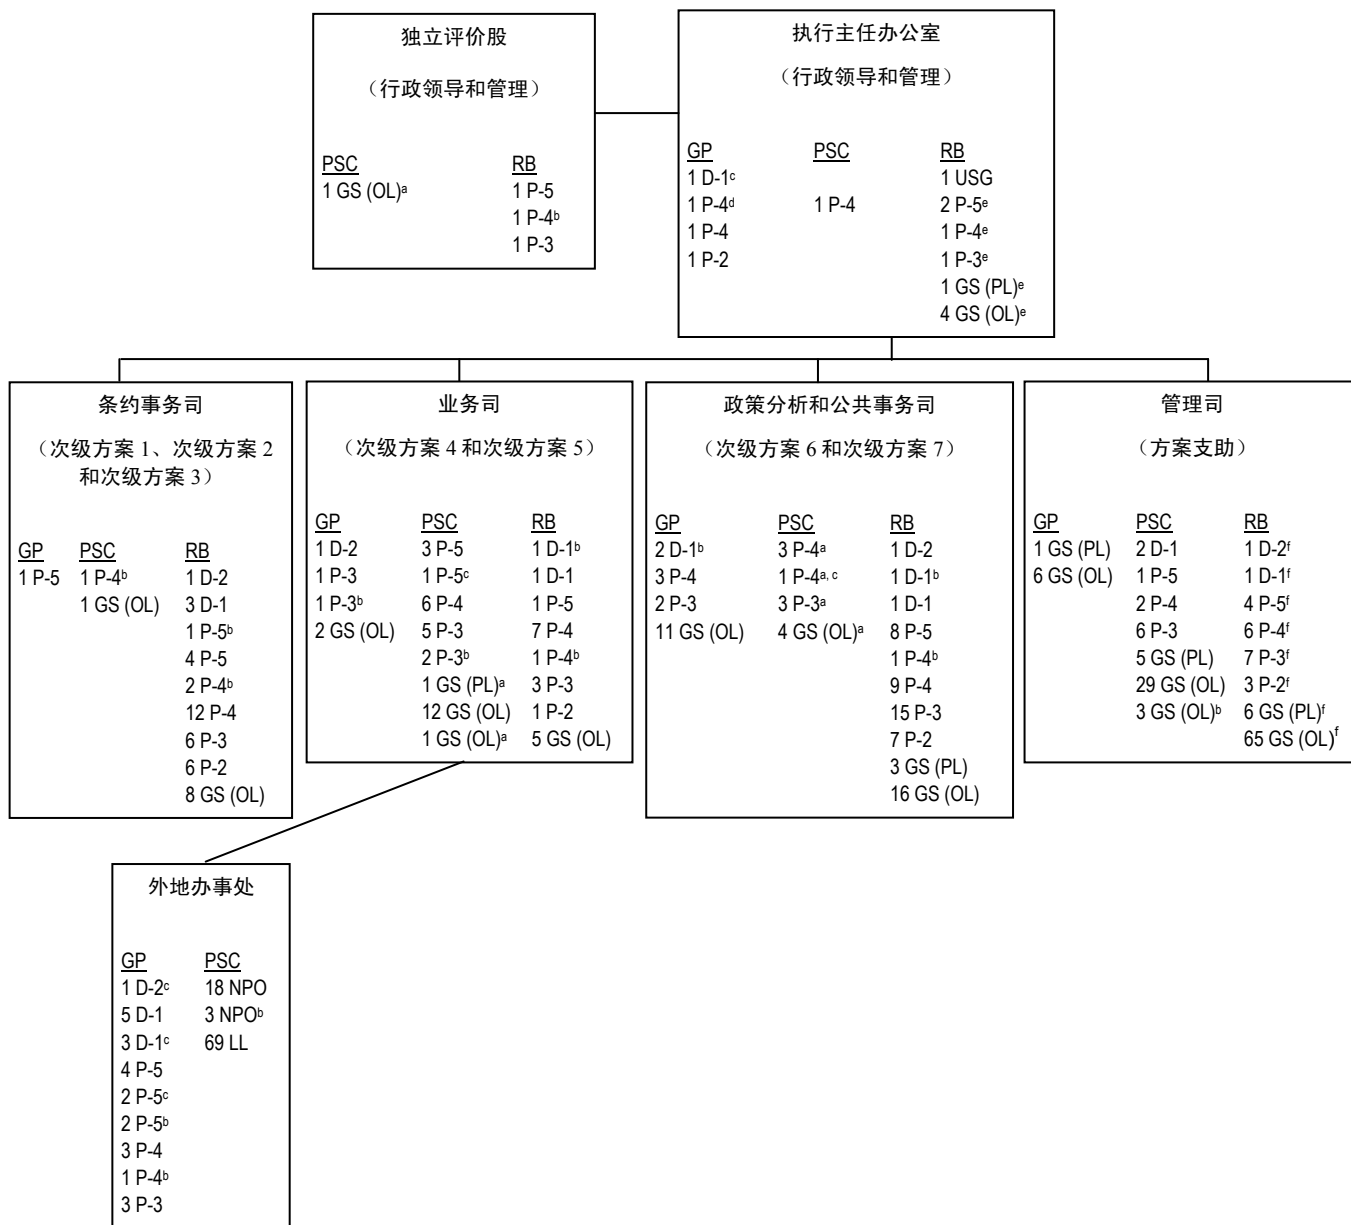 独立评价股
（行政领导和管理）
PSC RB
1 GS (OL)ᵃ 1 P-5
1 P-4ᵇ
1 P-3
执行主任办公室
（行政领导和管理）
GP PSC RB
1 D-1ᶜ 1 USG
1 P-4ᵈ 1 P-4 2 P-5ᵉ
1 P-4 1 P-4ᵉ
1 P-2 1 P-3ᵉ
1 GS (PL)ᵉ
4 GS (OL)ᵉ
条约事务司
（次级方案 1、次级方案 2
和次级方案 3）
GP PSC RB
1 P-5 1 P-4ᵇ 1 D-2
1 GS (OL) 3 D-1
1 P-5ᵇ
4 P-5
2 P-4ᵇ
12 P-4
6 P-3
6 P-2
8 GS (OL)
业务司
（次级方案 4 和次级方案 5）
GP PSC RB
1 D-2 3 P-5 1 D-1ᵇ
1 P-3 1 P-5ᶜ 1 D-1
1 P-3ᵇ 6 P-4 1 P-5
2 GS (OL) 5 P-3 7 P-4
2 P-3ᵇ 1 P-4ᵇ
1 GS (PL)ᵃ 3 P-3
12 GS (OL) 1 P-2
1 GS (OL)ᵃ 5 GS (OL)
政策分析和公共事务司
（次级方案 6 和次级方案 7）
GP PSC RB
2 D-1ᵇ 3 P-4ᵃ 1 D-2
3 P-4 1 P-4ᵃ, ᶜ 1 D-1ᵇ
2 P-3 3 P-3ᵃ 1 D-1
11 GS (OL) 4 GS (OL)ᵃ 8 P-5
1 P-4ᵇ
9 P-4
15 P-3
7 P-2
3 GS (PL)
16 GS (OL)
管理司
（方案支助）
GP PSC RB
1 GS (PL) 2 D-1 1 D-2ᶠ
6 GS (OL) 1 P-5 1 D-1ᶠ
2 P-4 4 P-5ᶠ
6 P-3 6 P-4ᶠ
5 GS (PL) 7 P-3ᶠ
29 GS (OL) 3 P-2ᶠ
3 GS (OL)ᵇ 6 GS (PL)ᶠ
65 GS (OL)ᶠ
外地办事处
GP PSC
1 D-2ᶜ 18 NPO
5 D-1 3 NPOᵇ
3 D-1ᶜ 69 LL
4 P-5
2 P-5ᶜ
2 P-5ᵇ
3 P-4
1 P-4ᵇ
3 P-3